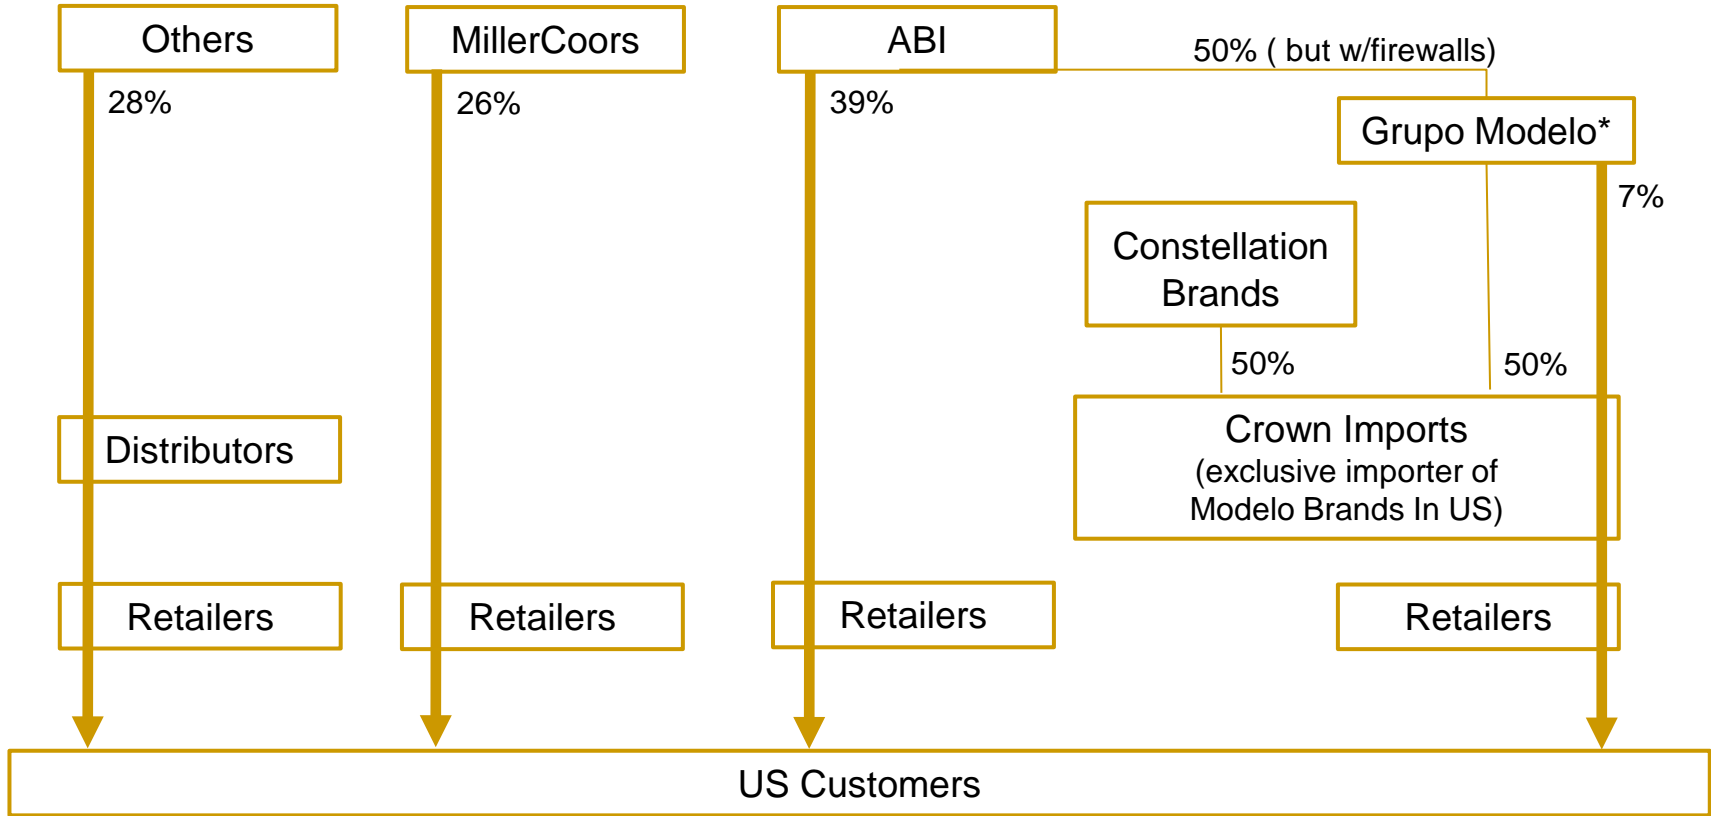 Others
MillerCoors
ABI
50% ( but w/firewalls)
28%
26%
39%
Grupo Modelo*
7%
Constellation
Brands
50%
50%
Distributors
Crown Imports
(exclusive importer of
Modelo Brands In US)
Retailers
Retailers
Retailers
Retailers
US Customers